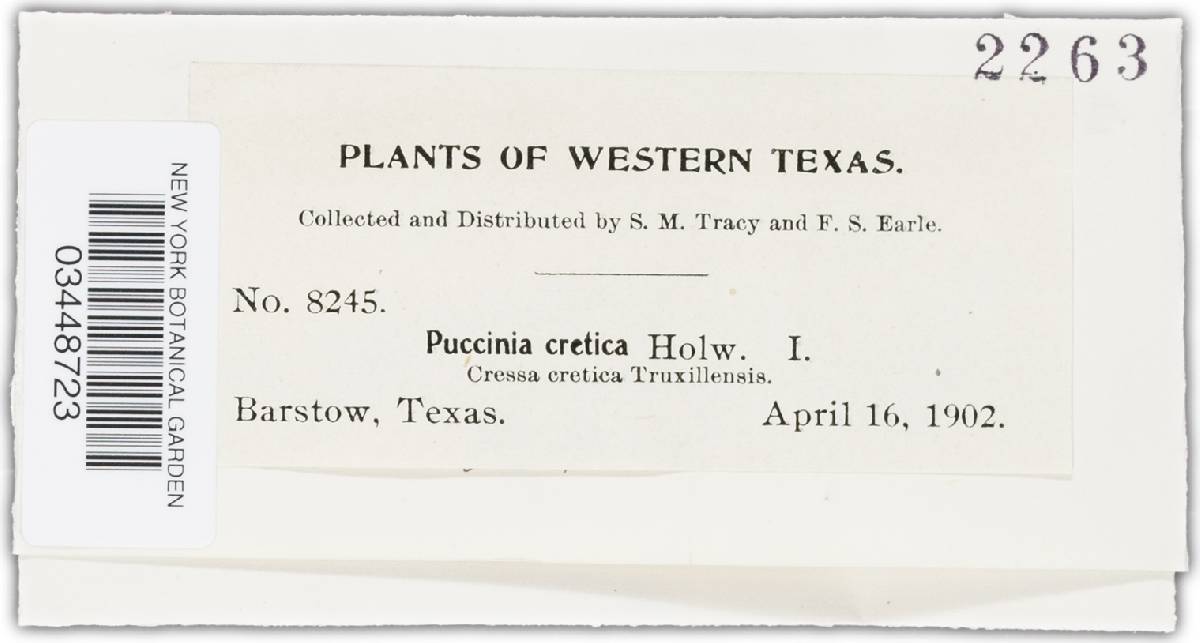 2263
PLANTS OF WESTERN TEXAS.
Collected and Distributed by S. M. Tracy and F. S. Earle.
No. 8245.
Puccinia cretica Holw. I.
Cressa cretica Truxillensis.
Barstow, Texas. April 16, 1902.
NEW YORK BOTANICAL GARDEN
03448723